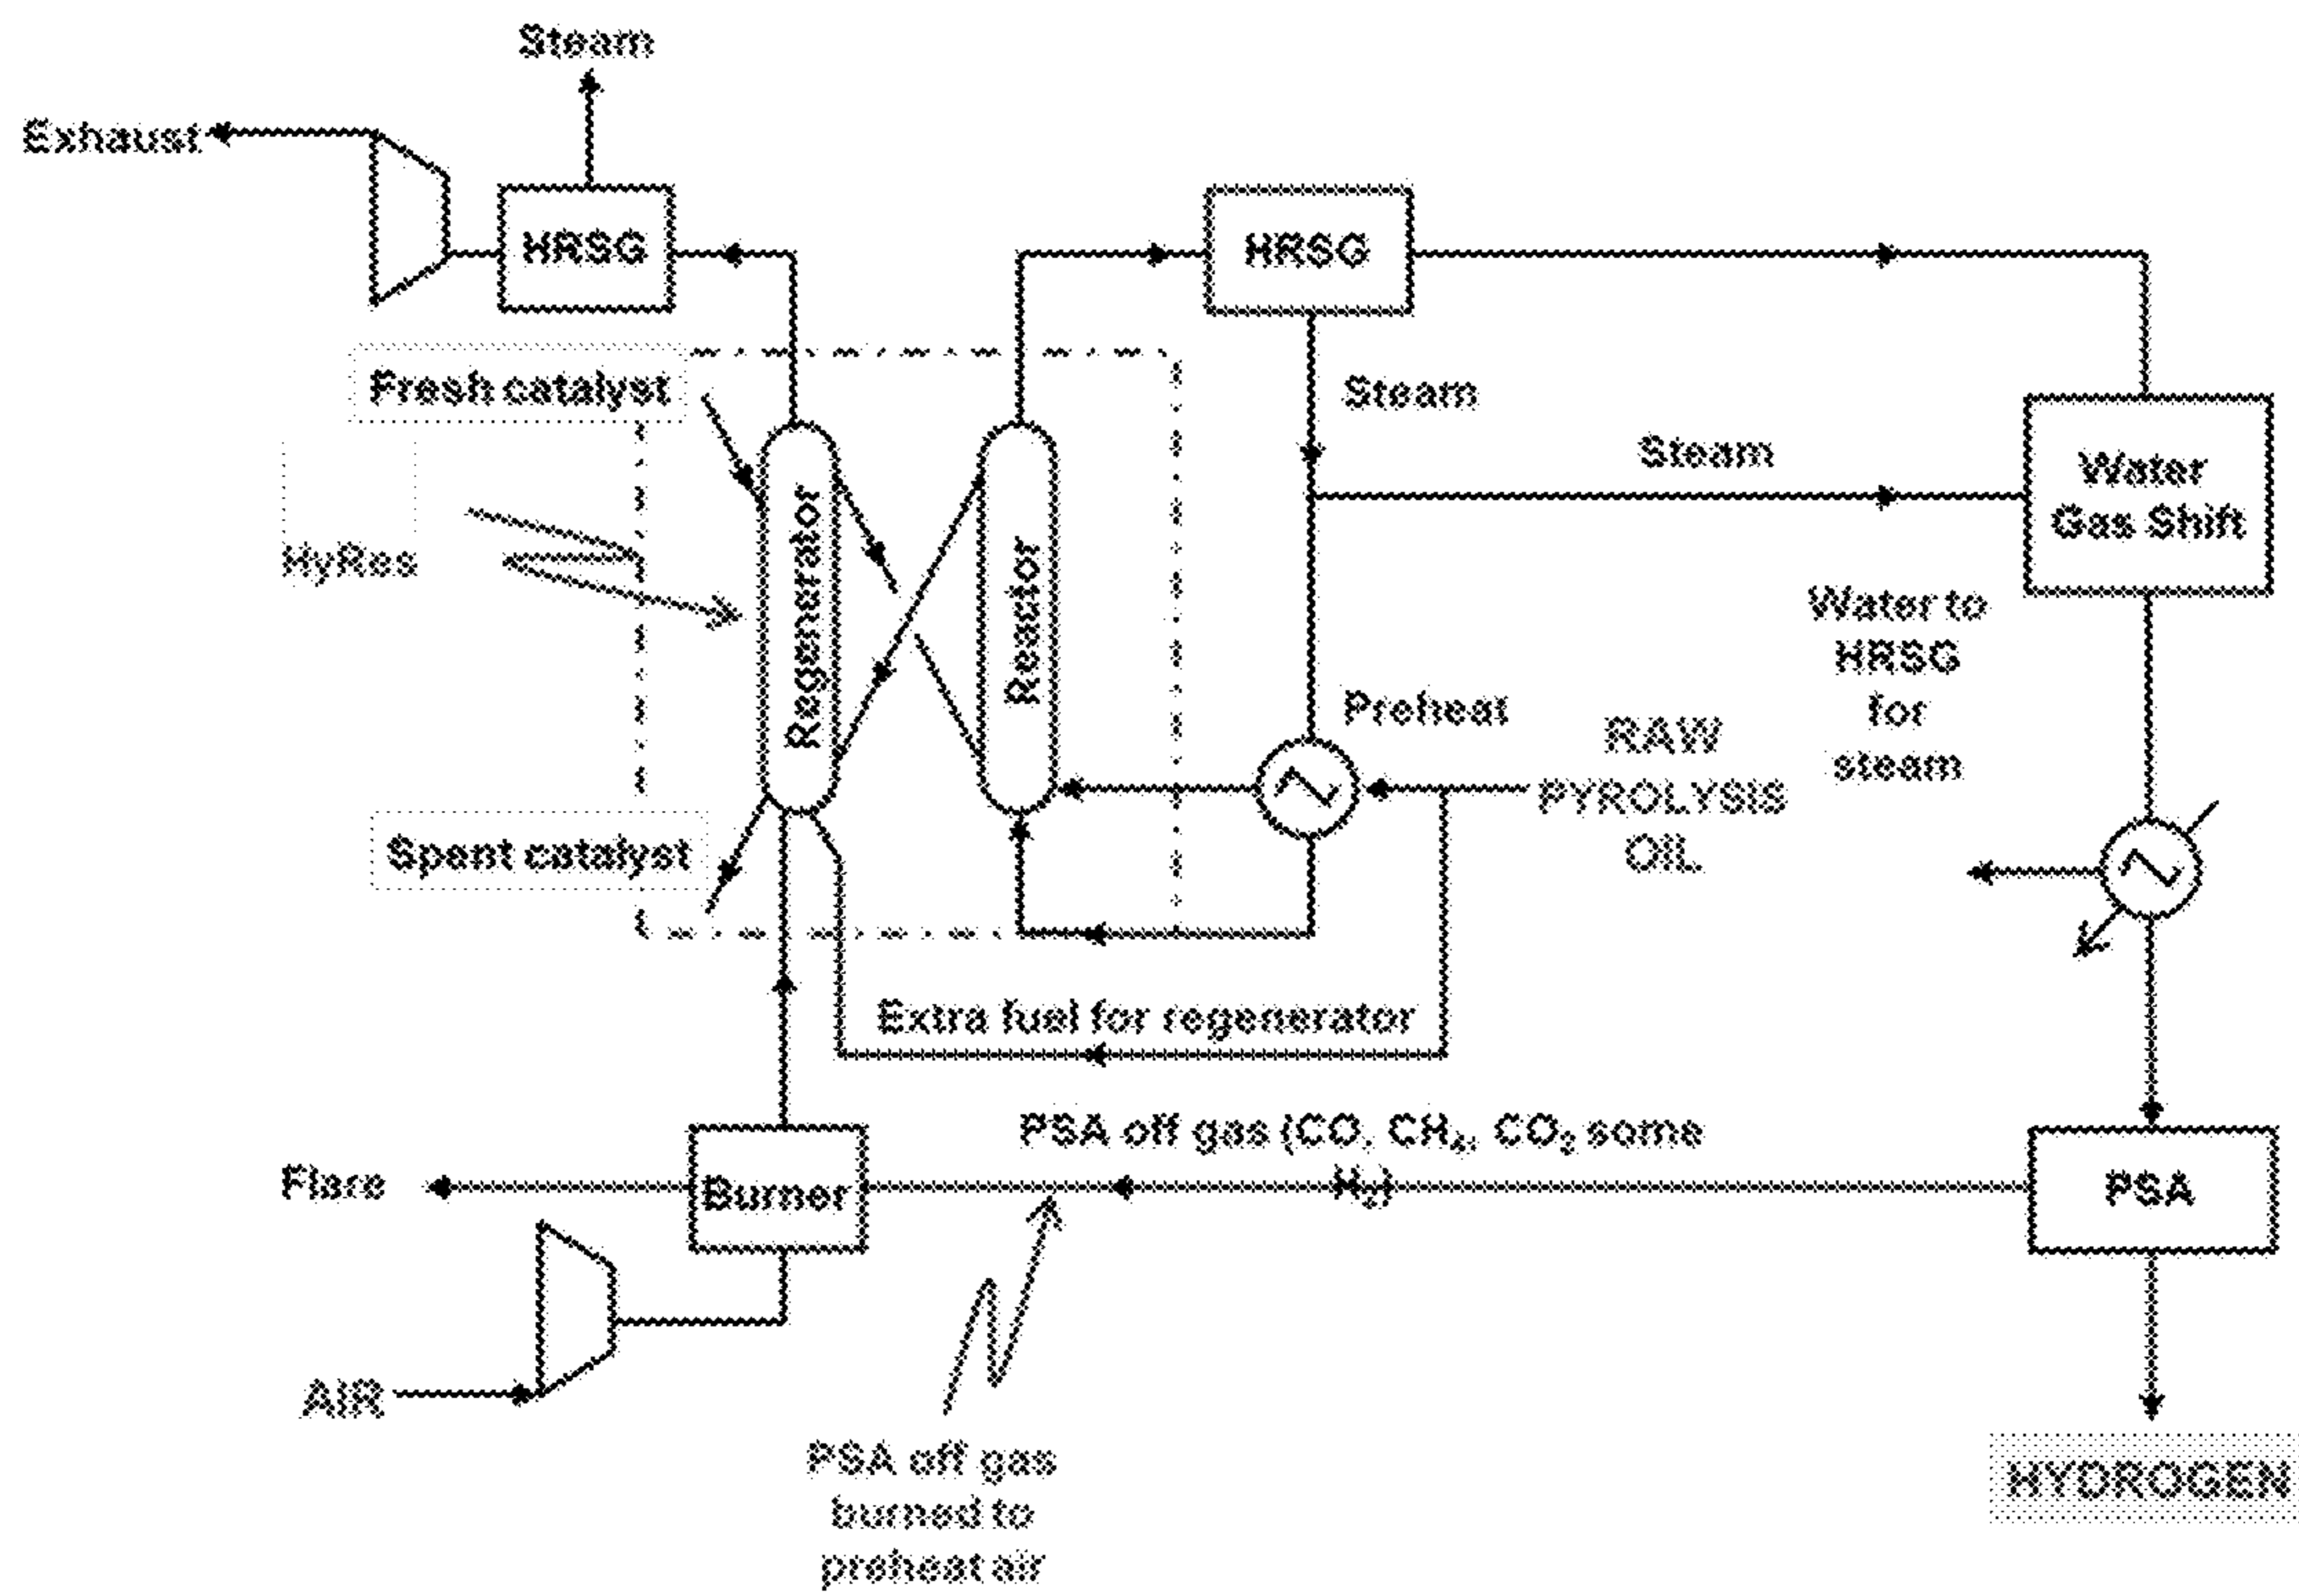 Steam
Exhaust
HRSG
HRSG
Fresh catalyst
Steam
Steam
Water
Gas Shift
HyRes
Regenerator
Reactor
Water to
HRSG
for
steam
Preheat
RAW
PYROLYSIS
OIL
Spent catalyst
Extra fuel for regenerator
PSA off gas (CO, CH₄, CO₂ some
H₂)
Flare
Burner
PSA
AIR
PSA off gas
burned to
preheat air
HYDROGEN